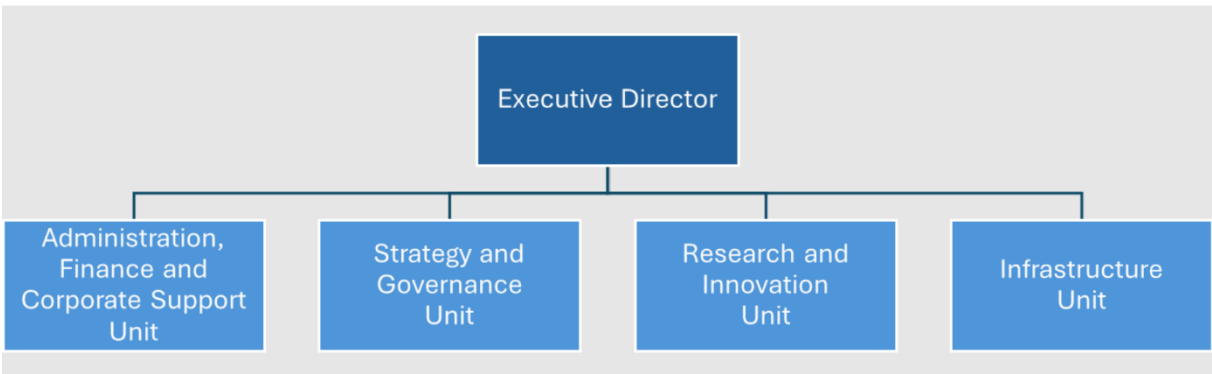 Executive Director
Administration,
Finance and
Corporate Support
Unit
Strategy and
Governance
Unit
Research and
Innovation
Unit
Infrastructure
Unit